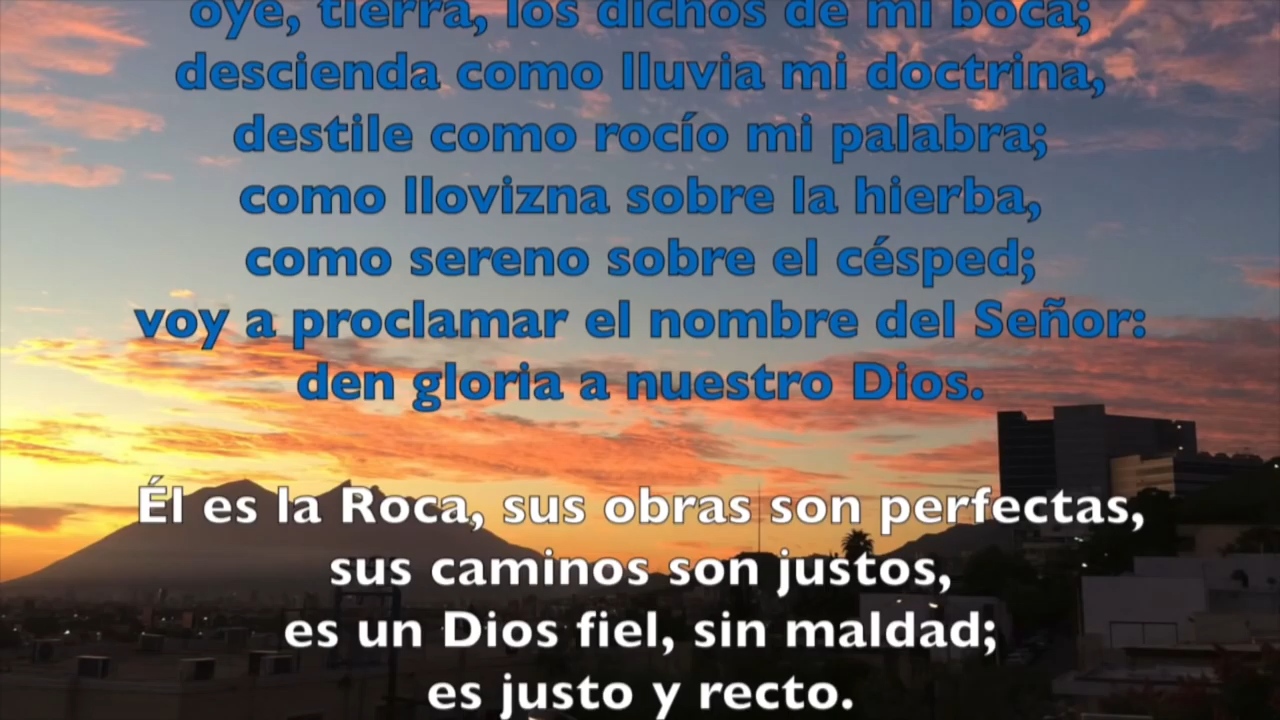 oye, tierra, los dichos de mi boca;
descienda como lluvia mi doctrina,
destile como rocío mi palabra;
como llovizna sobre la hierba,
como sereno sobre el césped;
voy a proclamar el nombre del Señor:
den gloria a nuestro Dios.
Él es la Roca, sus obras son perfectas,
sus caminos son justos,
es un Dios fiel, sin maldad;
es justo y recto.